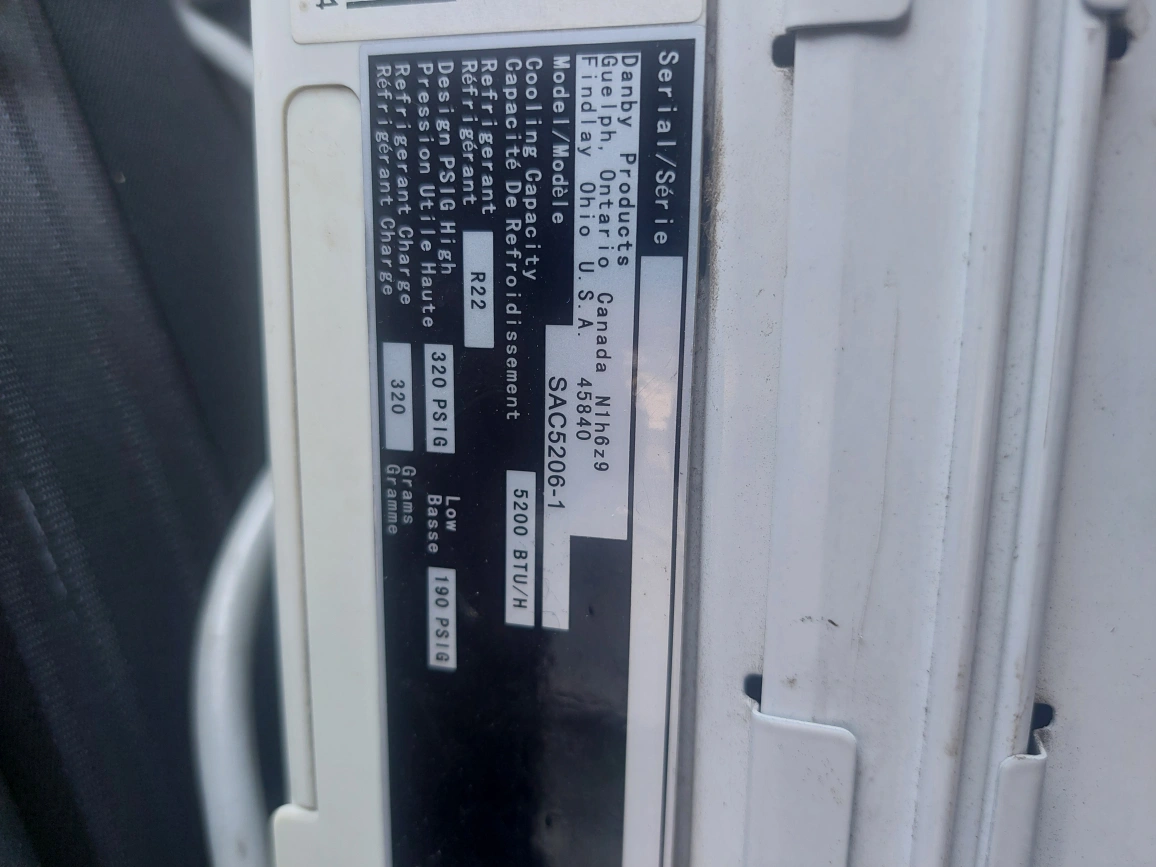 Serial/Série
Danby Products
Guelph, Ontario Canada N1h6z9
Findlay Ohio U.S.A. 45840
Model/Modèle SAC5206-1
Cooling Capacity
Capacité De Refroidissement 5200 BTU/H
Refrigerant
Réfrigérant R22
Design PSIG High 320 PSIG Low 190 PSIG
Pression Utile Haute Basse
Refrigerant Charge 320 Grams
Réfrigérant Charge Gramme